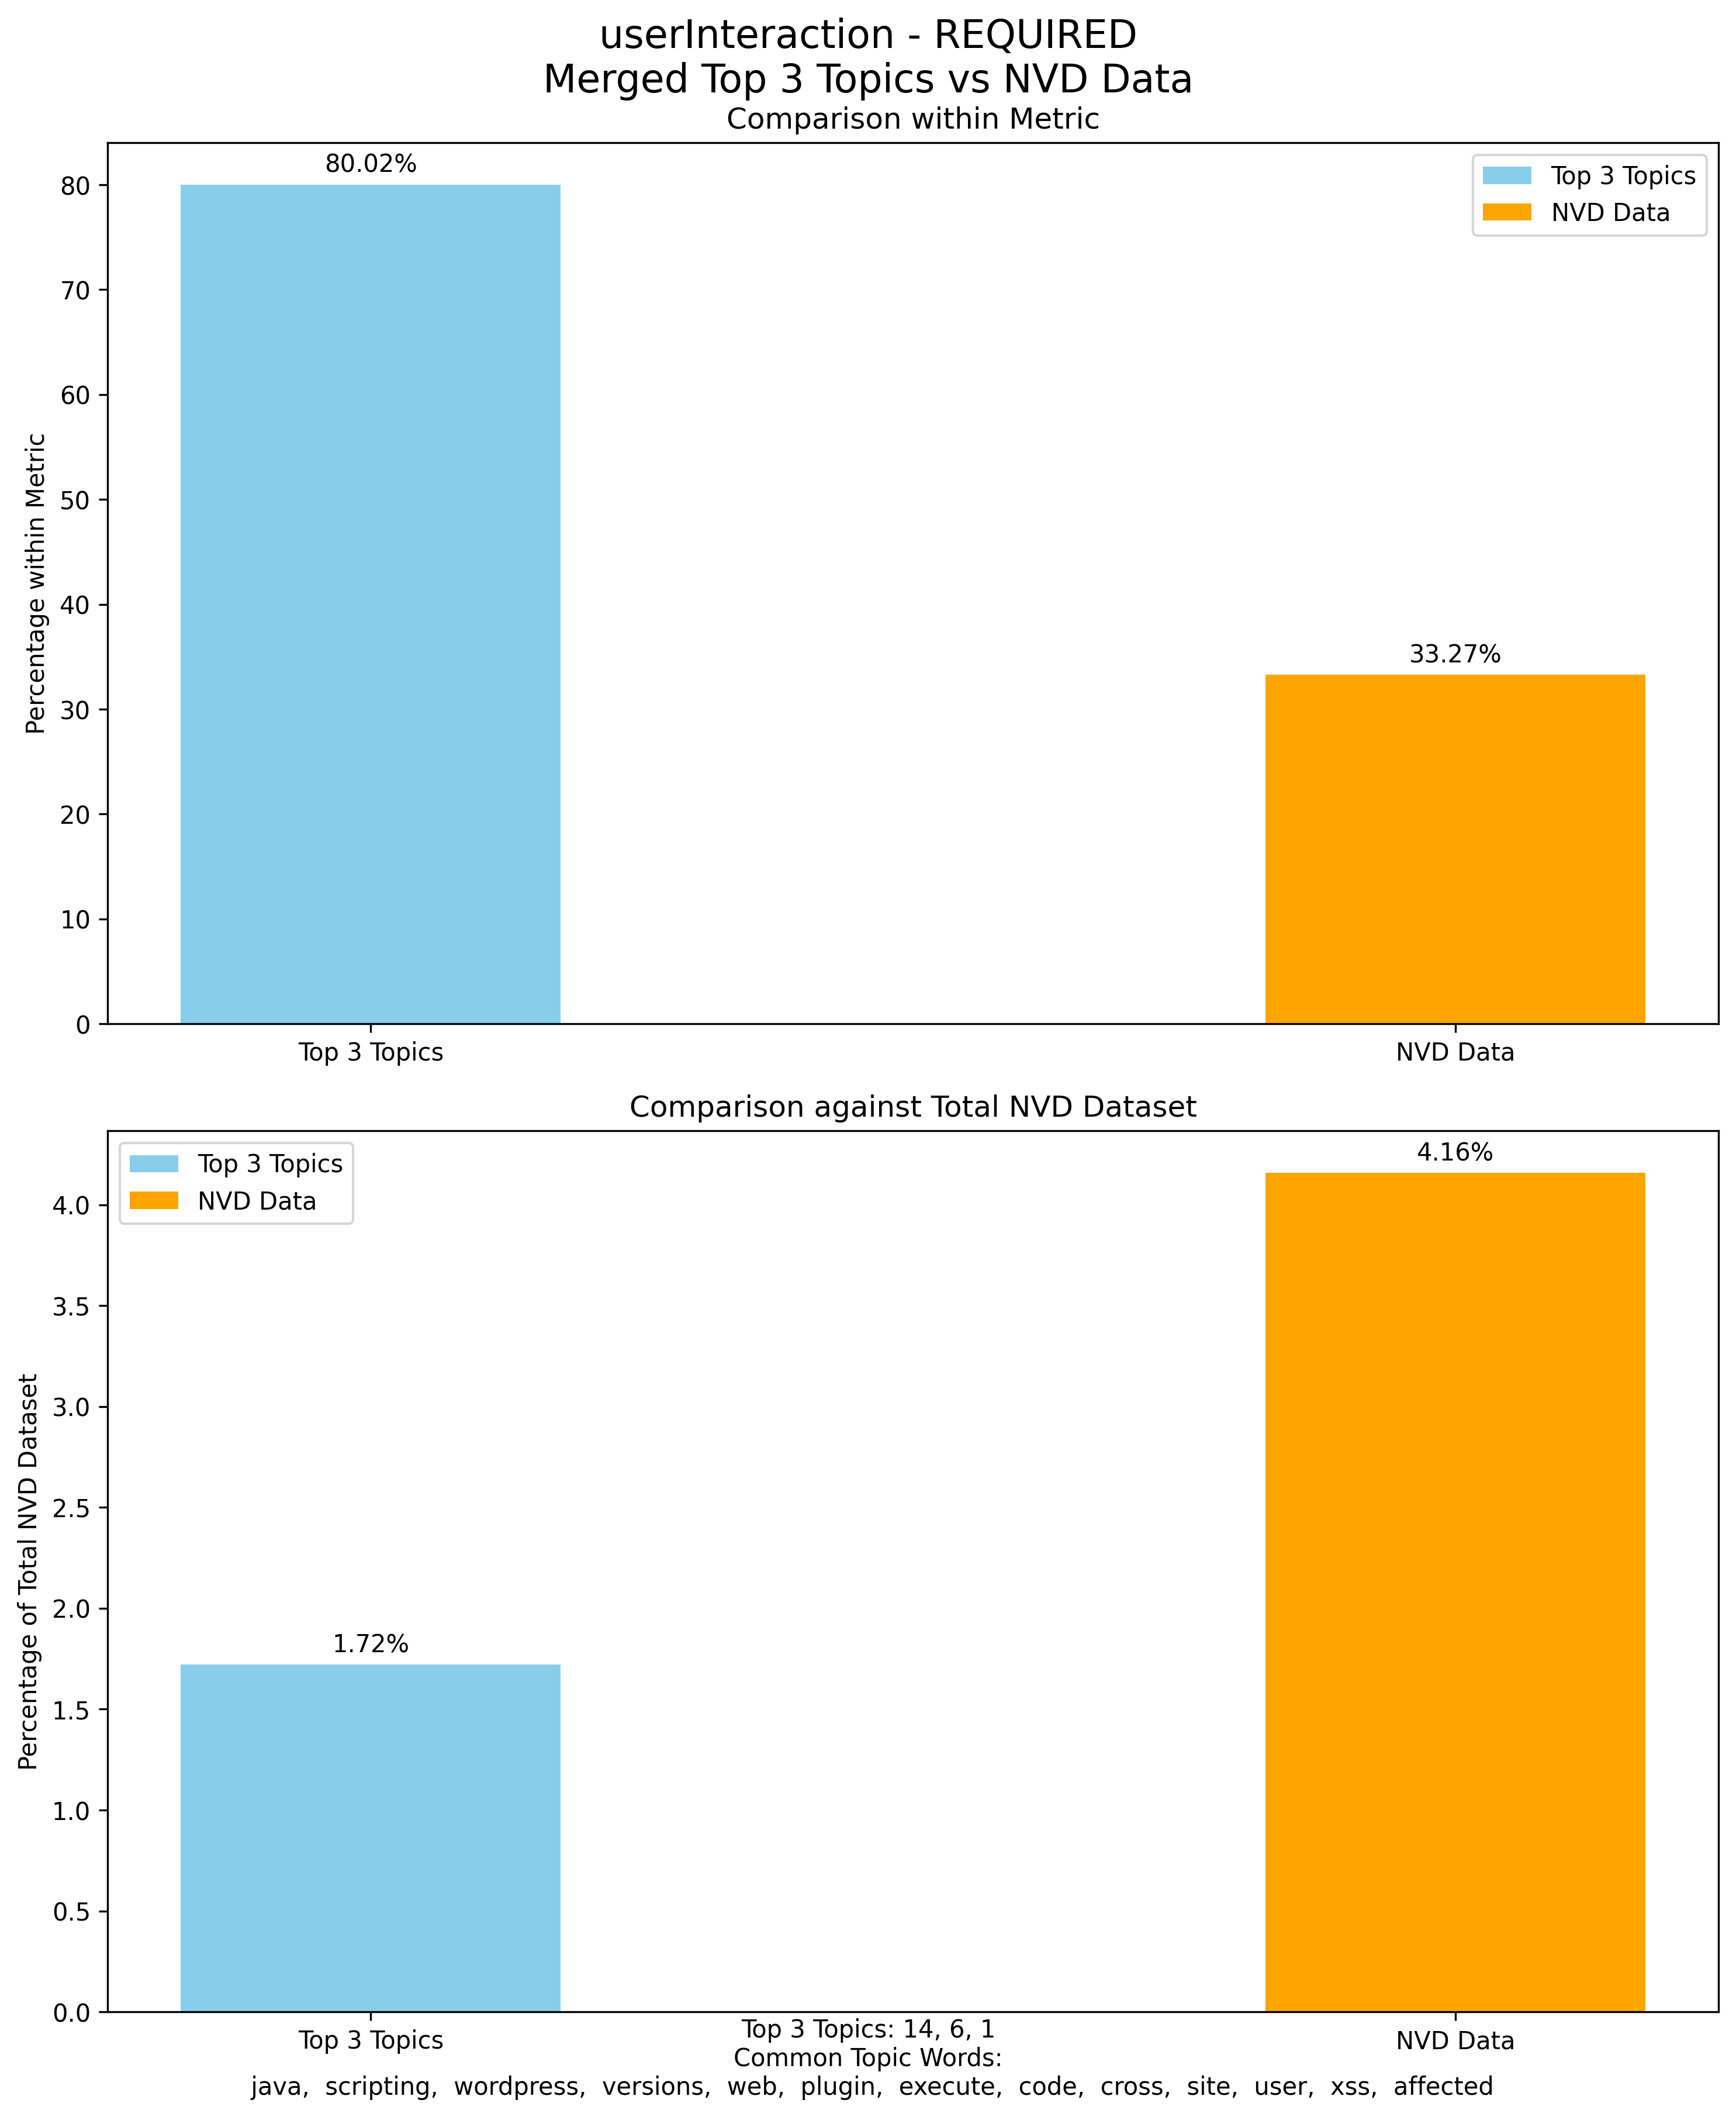 userInteraction - REQUIRED
Merged Top 3 Topics vs NVD Data
Comparison within Metric
80.02%
33.27%
Top 3 Topics
NVD Data
Percentage within Metric
80
70
60
50
40
30
20
10
0
Top 3 Topics
NVD Data
Comparison against Total NVD Dataset
Top 3 Topics
NVD Data
4.16%
1.72%
Percentage of Total NVD Dataset
4.0
3.5
3.0
2.5
2.0
1.5
1.0
0.5
0.0
Top 3 Topics
NVD Data
Top 3 Topics: 14, 6, 1
Common Topic Words:
java, scripting, wordpress, versions, web, plugin, execute, code, cross, site, user, xss, affected